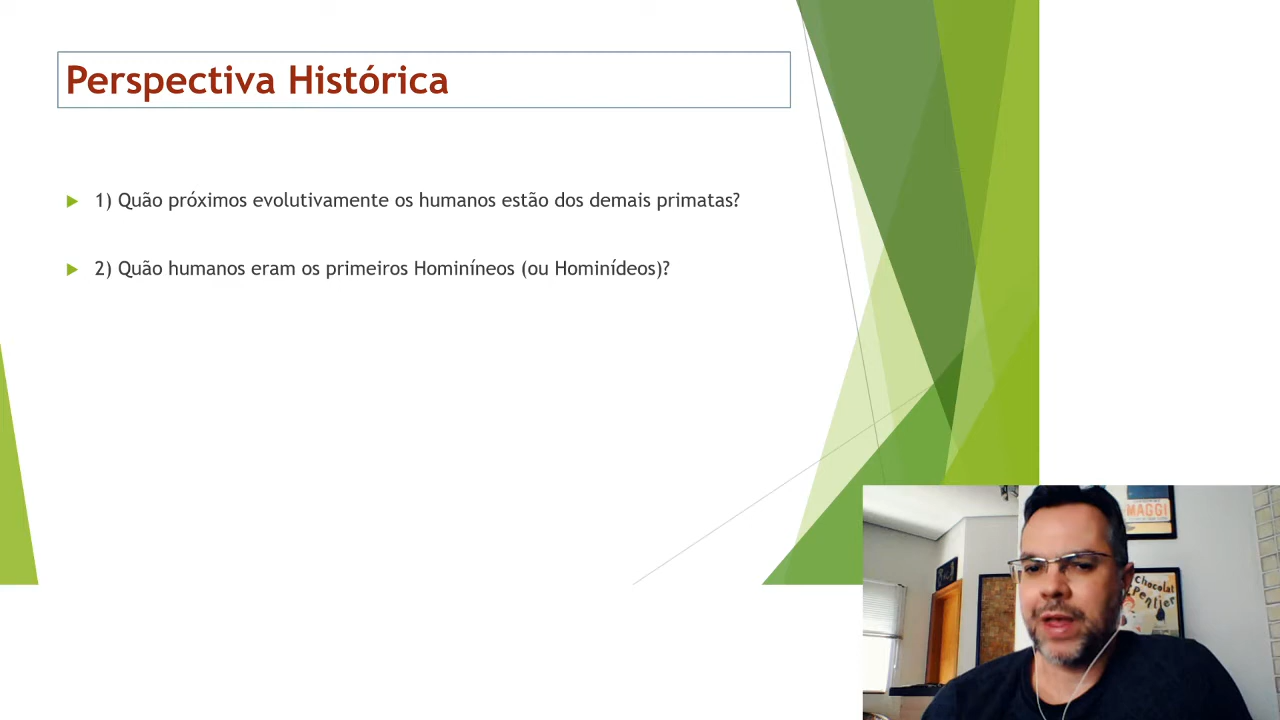 Perspectiva Histórica
1) Quão próximos evolutivamente os humanos estão dos demais primatas?
2) Quão humanos eram os primeiros Hominíneos (ou Hominídeos)?
MAGGI
Chocolat